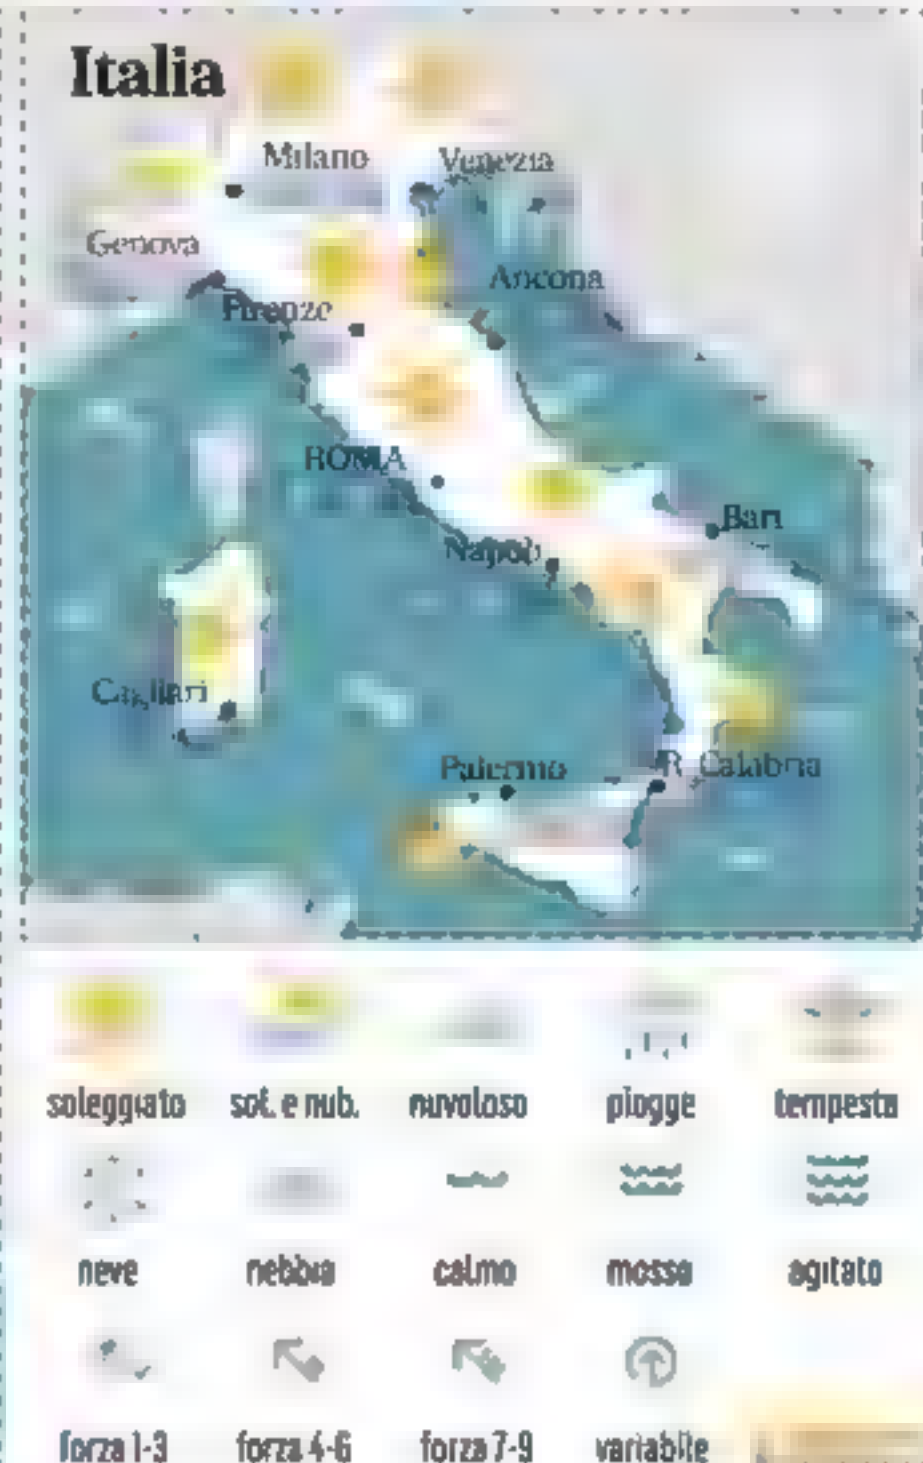 Italia
Milano
Venezia
Genova
Ancona
Firenze
ROMA
Bari
Napoli
Cagliari
Palermo
R. Calabria
soleggiato sol. e nub. nuvoloso piogge tempesta
neve nebbia calmo mosso agitato
forza 1-3 forza 4-6 forza 7-9 variabile